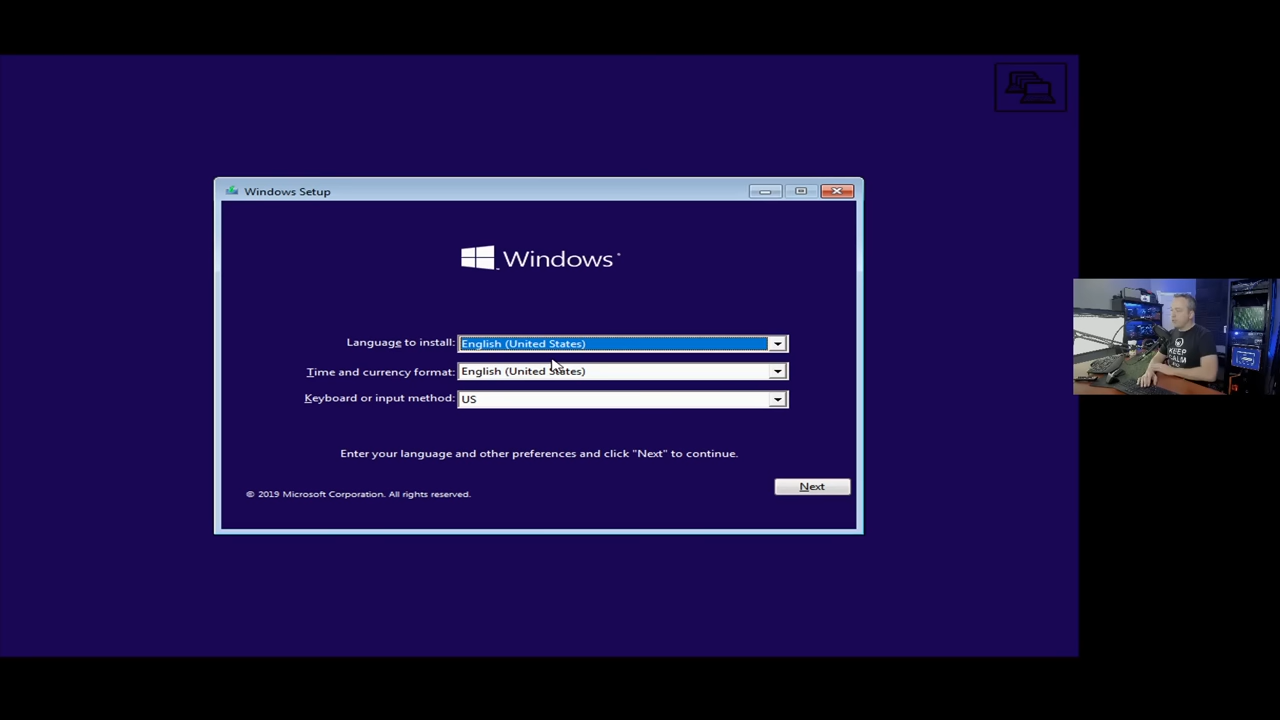 Windows Setup
Windows
Language to install: English (United States)
Time and currency format: English (United States)
Keyboard or input method: US
Enter your language and other preferences and click "Next" to continue.
© 2019 Microsoft Corporation. All rights reserved.
Next
KEEP
CALM